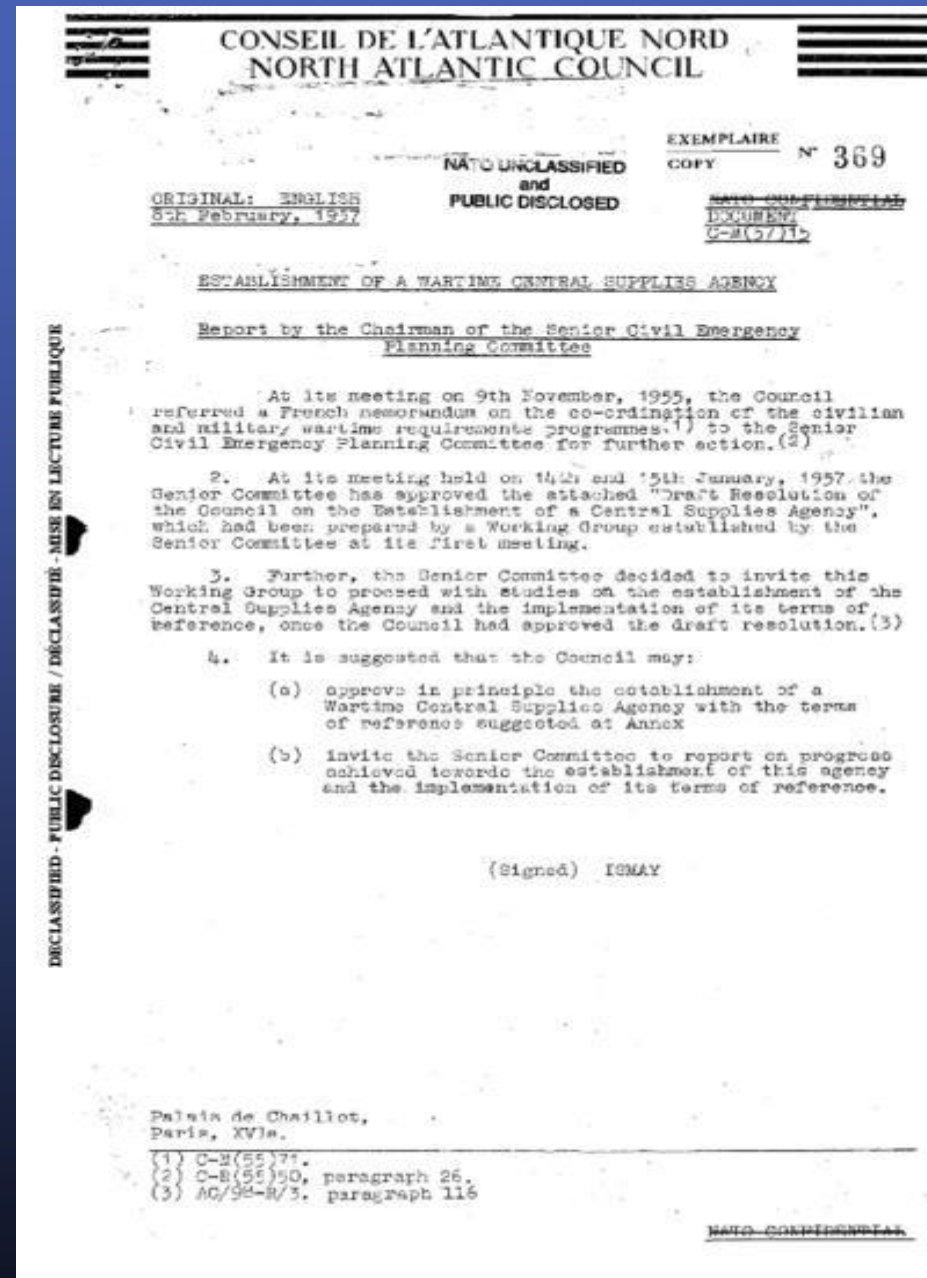 CONSEIL DE L'ATLANTIQUE NORD
NORTH ATLANTIC COUNCIL
EXEMPLAIRE
COPY N° 369
NATO UNCLASSIFIED
and
PUBLIC DISCLOSED
ORIGINAL: ENGLISH
8th February, 1957
NATO CONFIDENTIAL
DOCUMENT
C-M(57)15
ESTABLISHMENT OF A WARTIME CENTRAL SUPPLIES AGENCY
Report by the Chairman of the Senior Civil Emergency
Planning Committee
At its meeting on 9th November, 1955, the Council
referred a French memorandum on the co-ordination of the civilian
and military wartime requirements programmes.1) to the Senior
Civil Emergency Planning Committee for further action.(2)
2. At its meeting held on 14th and 15th January, 1957 the
Senior Committee has approved the attached "Draft Resolution of
the Council on the Establishment of a Central Supplies Agency",
which had been prepared by a Working Group established by the
Senior Committee at its first meeting.
3. Further, the Senior Committee decided to invite this
Working Group to proceed with studies on the establishment of the
Central Supplies Agency and the implementation of its terms of
reference, once the Council had approved the draft resolution.(3)
4. It is suggested that the Council may:
(a) approve in principle the establishment of a
Wartime Central Supplies Agency with the terms
of reference suggested at Annex
(b) invite the Senior Committee to report on progress
achieved towards the establishment of this agency
and the implementation of its terms of reference.
(Signed) ISMAY
Palais de Chaillot,
Paris, XVIe.
(1) C-M(55)71.
(2) C-R(55)50, paragraph 26.
(3) AC/98-R/3. paragraph 116
NATO CONFIDENTIAL
DECLASSIFIED - PUBLIC DISCLOSURE / DÉCLASSIFIÉ - MISE EN LECTURE PUBLIQUE